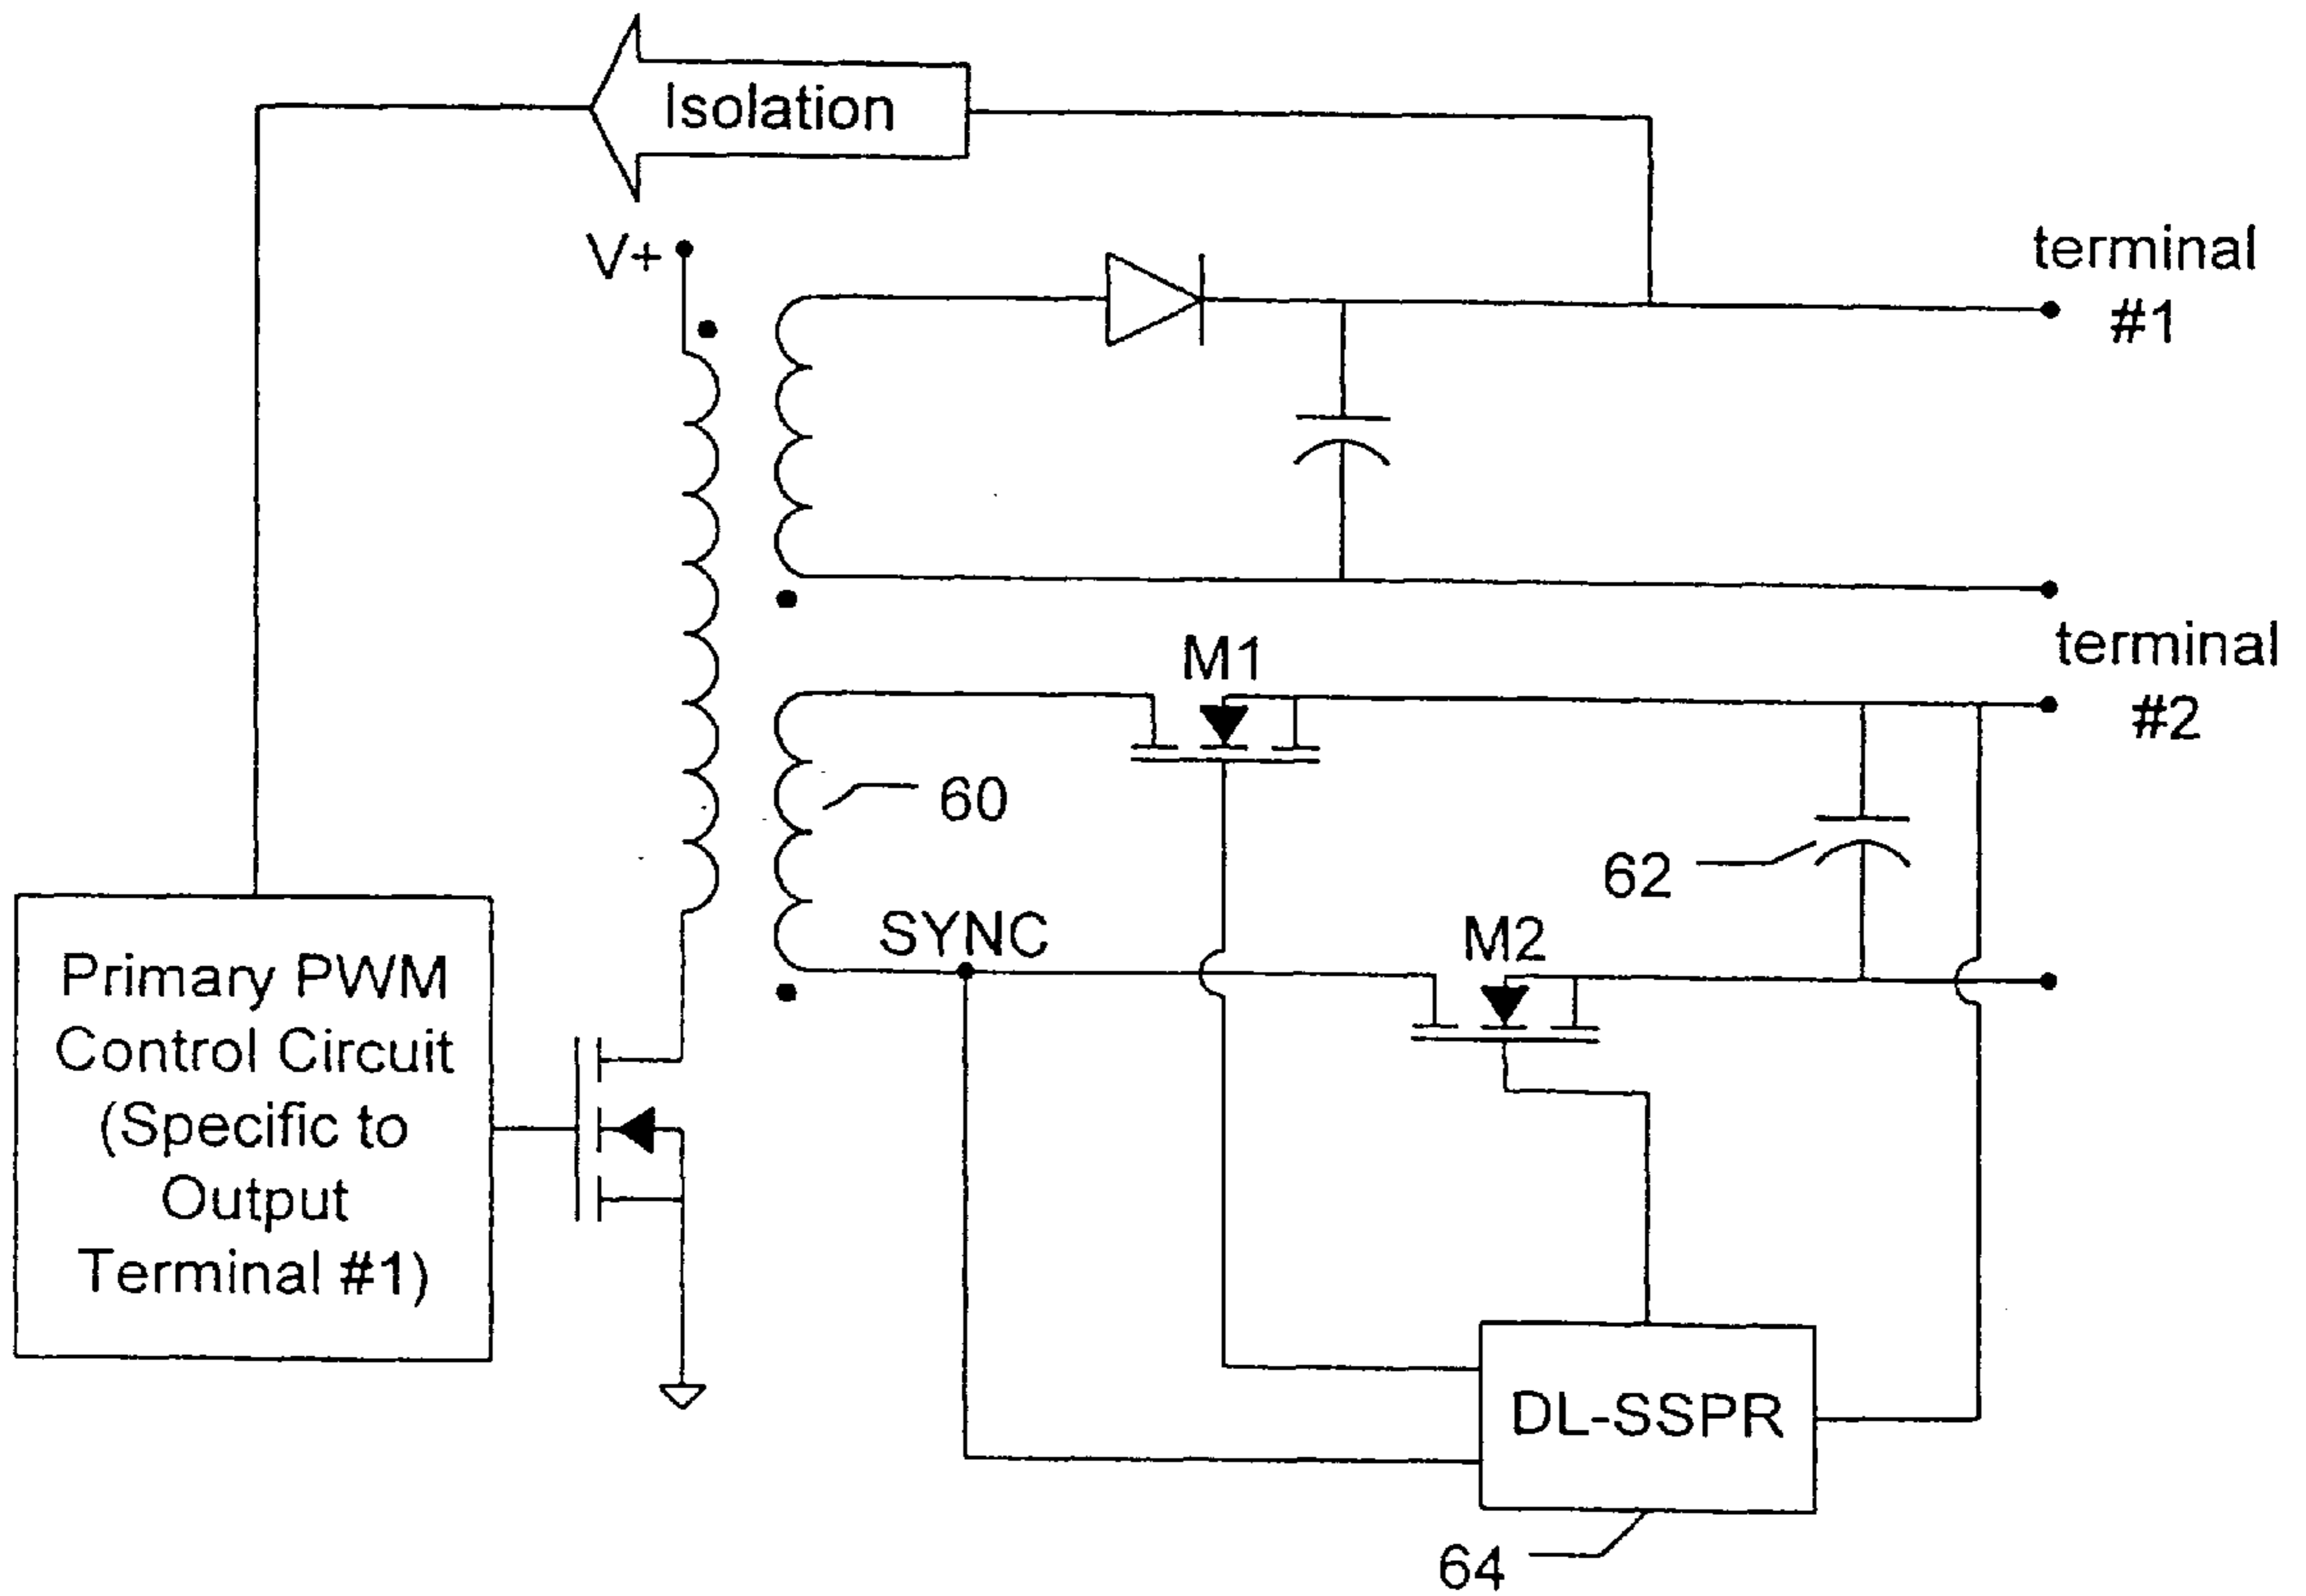 Isolation
V+
terminal
#1
terminal
#2
M1
60
62
SYNC
M2
Primary PWM
Control Circuit
(Specific to
Output
Terminal #1)
DL-SSPR
64